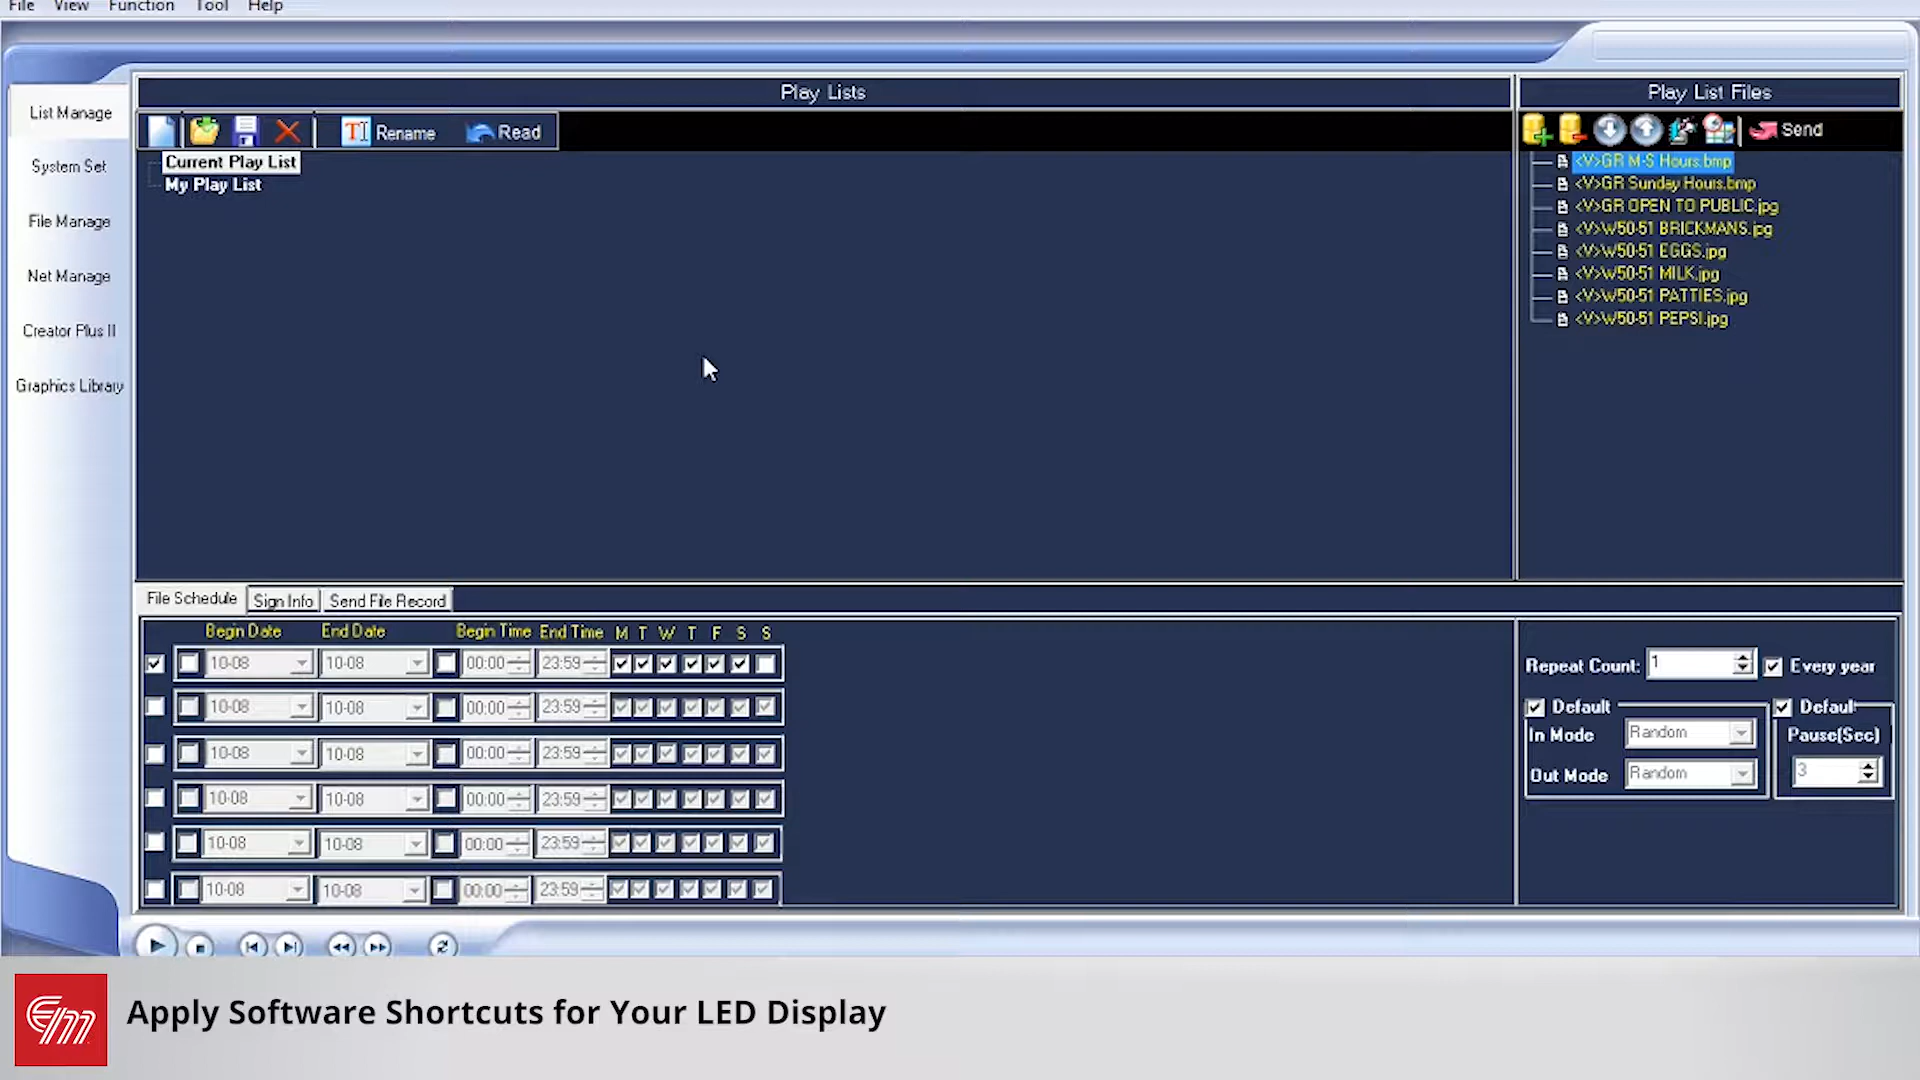 File View Function Tool Help
Play Lists
Play List Files
List Manage
System Set
File Manage
Net Manage
Creator Plus II
Graphics Library
Rename Read
Send
Current Play List
My Play List
<V>GR M-S Hours.bmp
<V>GR Sunday Hours.bmp
<V>GR OPEN TO PUBLIC.jpg
<V>W50-51 BRICKMANS.jpg
<V>W50-51 EGGS.jpg
<V>W50-51 MILK.jpg
<V>W50-51 PATTIES.jpg
<V>W50-51 PEPSI.jpg
File Schedule Sign Info Send File Record
Begin Date End Date Begin Time End Time M T W T F S S
10-08 10-08 00:00 23:59
10-08 10-08 00:00 23:59
10-08 10-08 00:00 23:59
10-08 10-08 00:00 23:59
10-08 10-08 00:00 23:59
10-08 10-08 00:00 23:59
Repeat Count: 1 Every year
Default
In Mode Random
Out Mode Random
Default
Pause(Sec)
3
Em
Apply Software Shortcuts for Your LED Display